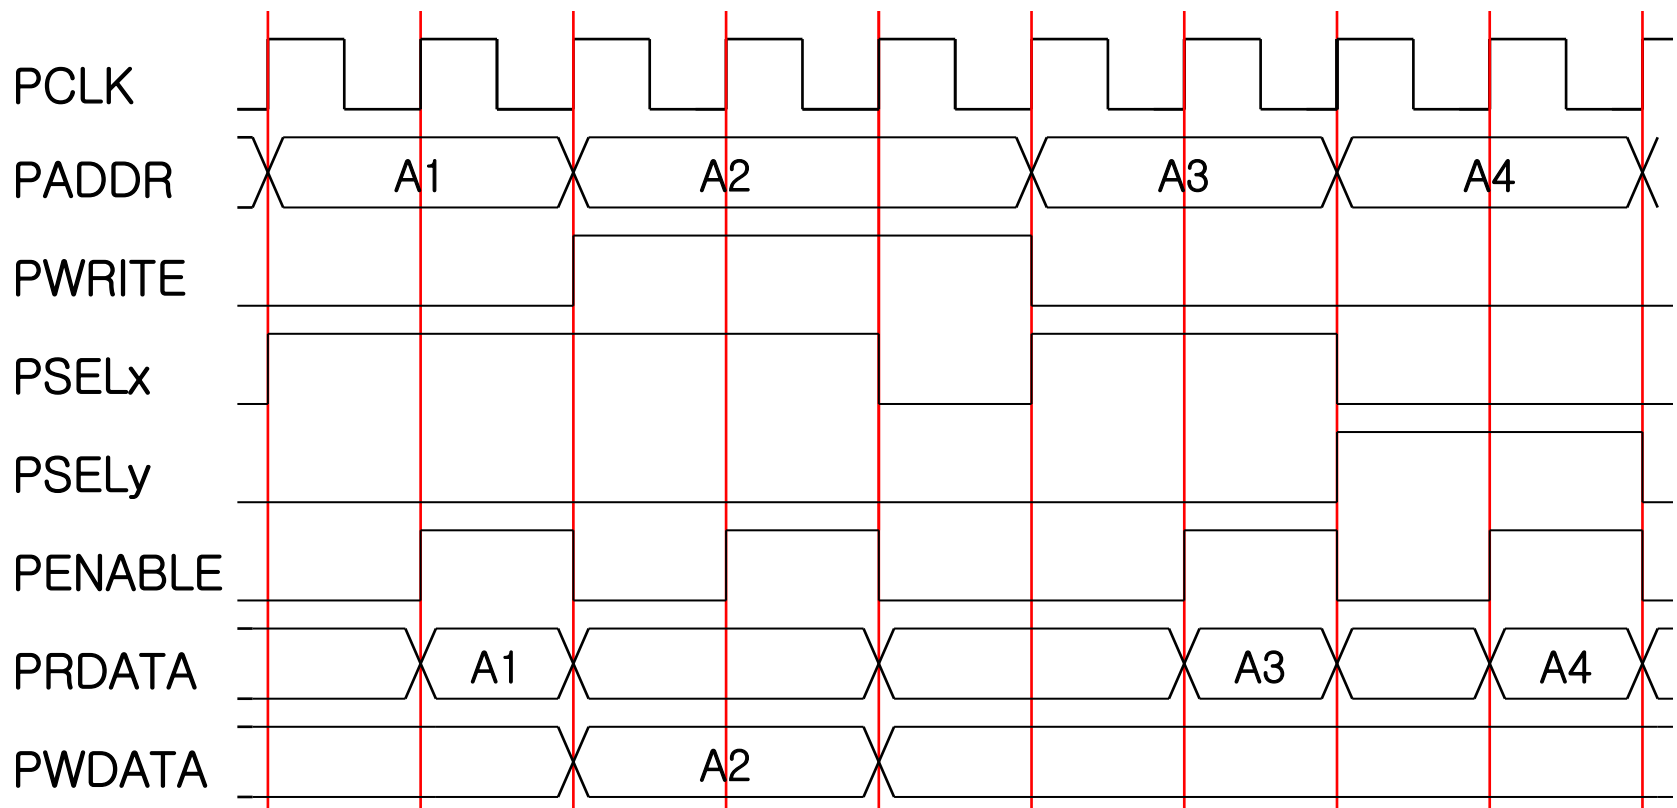 PCLK
PADDR A1 A2 A3 A4
PWRITE
PSELx
PSELy
PENABLE
PRDATA A1 A3 A4
PWDATA A2